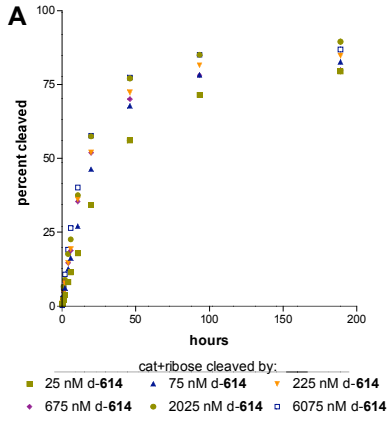 A
100
75
50
25
0
percent cleaved
0 50 100 150 200
hours
cat+ribose cleaved by:
25 nM d-614 75 nM d-614 225 nM d-614
675 nM d-614 2025 nM d-614 6075 nM d-614